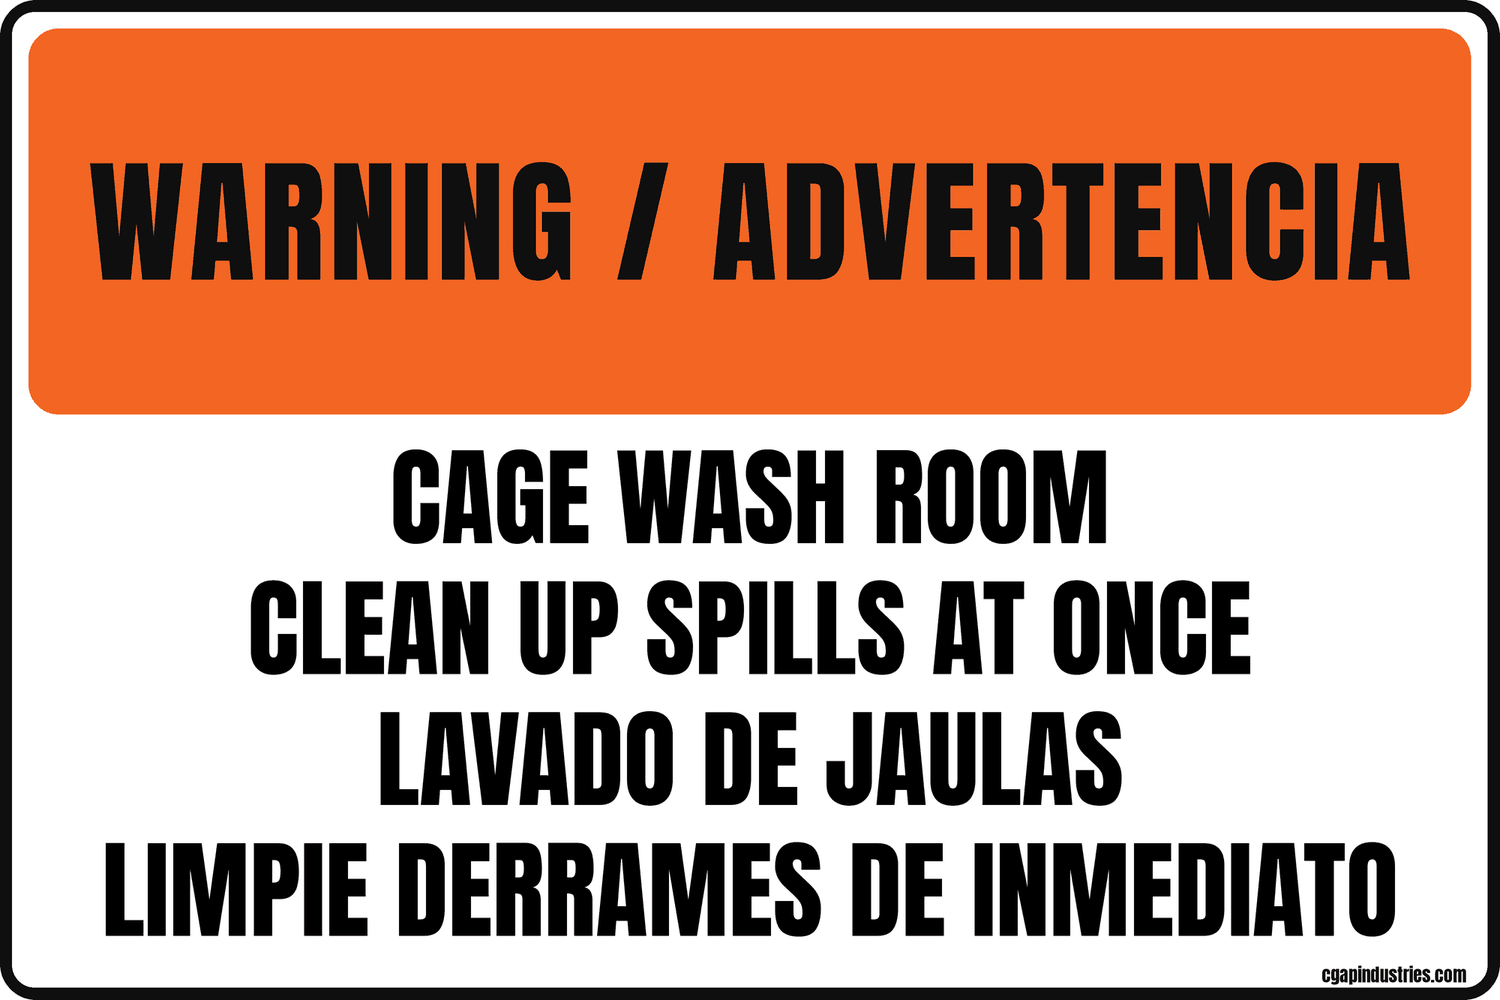 WARNING / ADVERTENCIA
CAGE WASH ROOM
CLEAN UP SPILLS AT ONCE
LAVADO DE JAULAS
LIMPIE DERRAMES DE INMEDIATO
cgapindustries.com